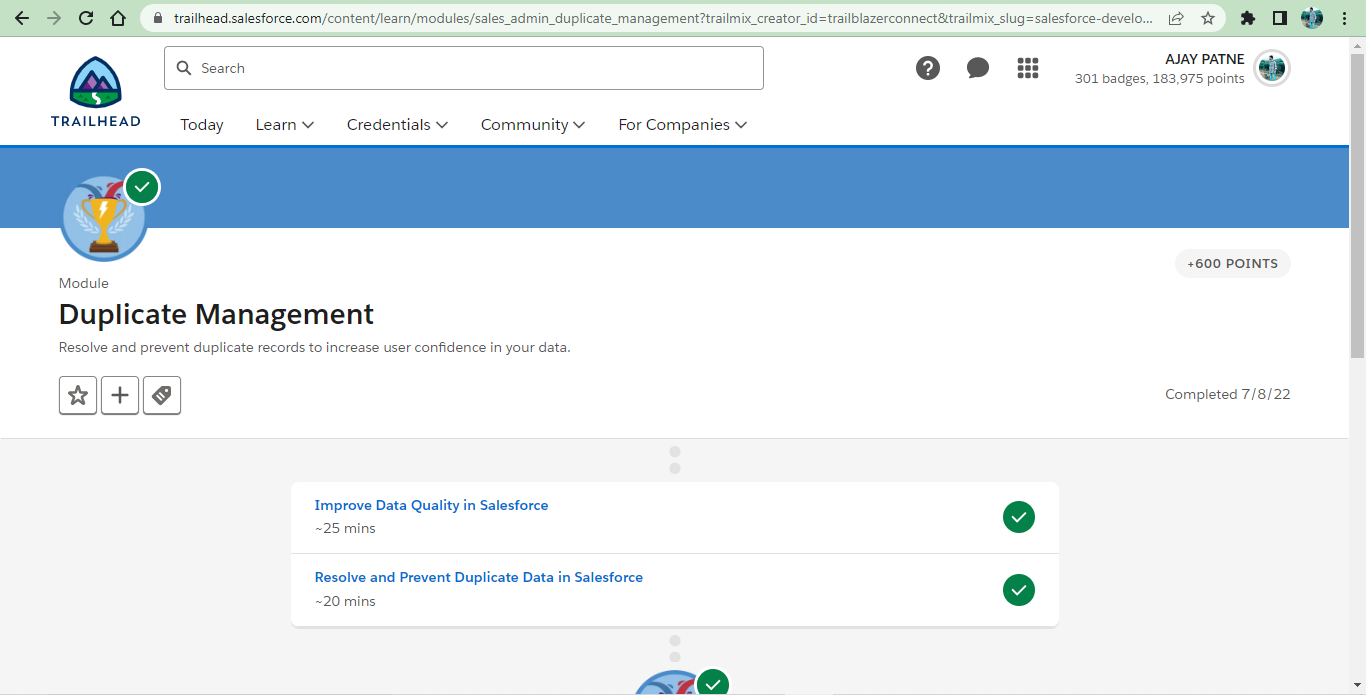 trailhead.salesforce.com/content/learn/modules/sales_admin_duplicate_management?trailmix_creator_id=trailblazerconnect&trailmix_slug=salesforce-develo...
TRAILHEAD
Search
AJAY PATNE
301 badges, 183,975 points
Today Learn Credentials Community For Companies
+600 POINTS
Module
Duplicate Management
Resolve and prevent duplicate records to increase user confidence in your data.
Completed 7/8/22
Improve Data Quality in Salesforce
~25 mins
Resolve and Prevent Duplicate Data in Salesforce
~20 mins